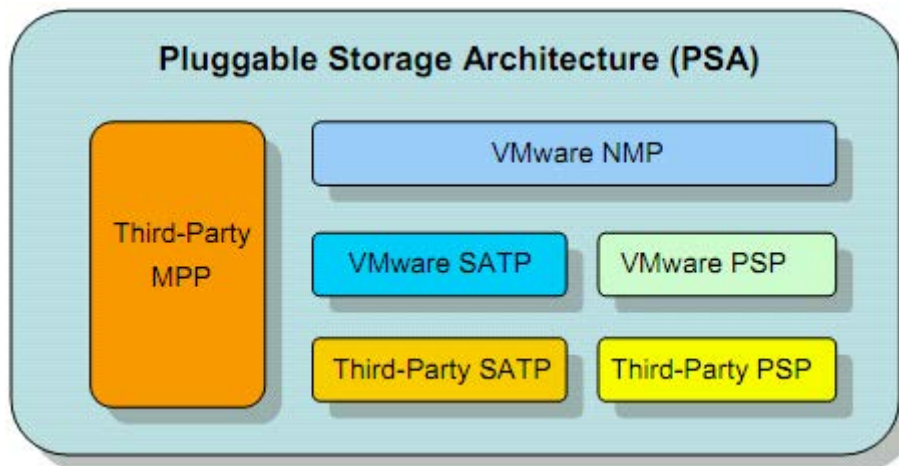 Pluggable Storage Architecture (PSA)
Third-Party
MPP
VMware NMP
VMware SATP
VMware PSP
Third-Party SATP
Third-Party PSP